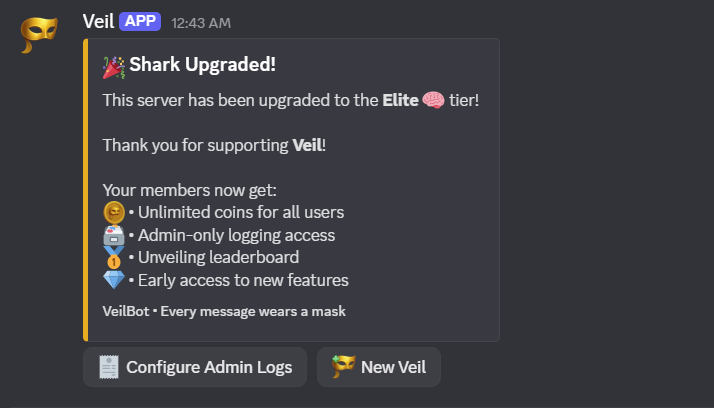 Veil APP 12:43 AM
Shark Upgraded!
This server has been upgraded to the Elite tier!
Thank you for supporting Veil!
Your members now get:
• Unlimited coins for all users
• Admin-only logging access
• Unveiling leaderboard
• Early access to new features
VeilBot • Every message wears a mask
Configure Admin Logs
New Veil